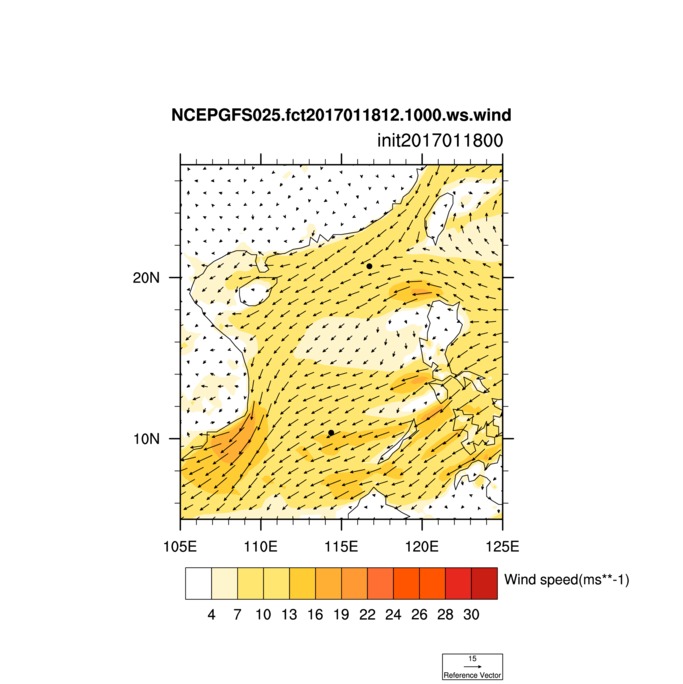 NCEPGFS025.fct2017011812.1000.ws.wind
init2017011800
20N
10N
105E 110E 115E 120E 125E
Wind speed(ms**-1)
4 7 10 13 16 19 22 24 26 28 30
15
Reference Vector